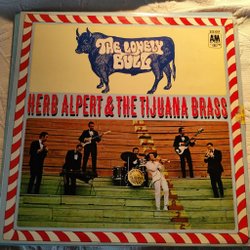 THE LONELY
BULL
A&M
HERB ALPERT & THE TIJUANA BRASS